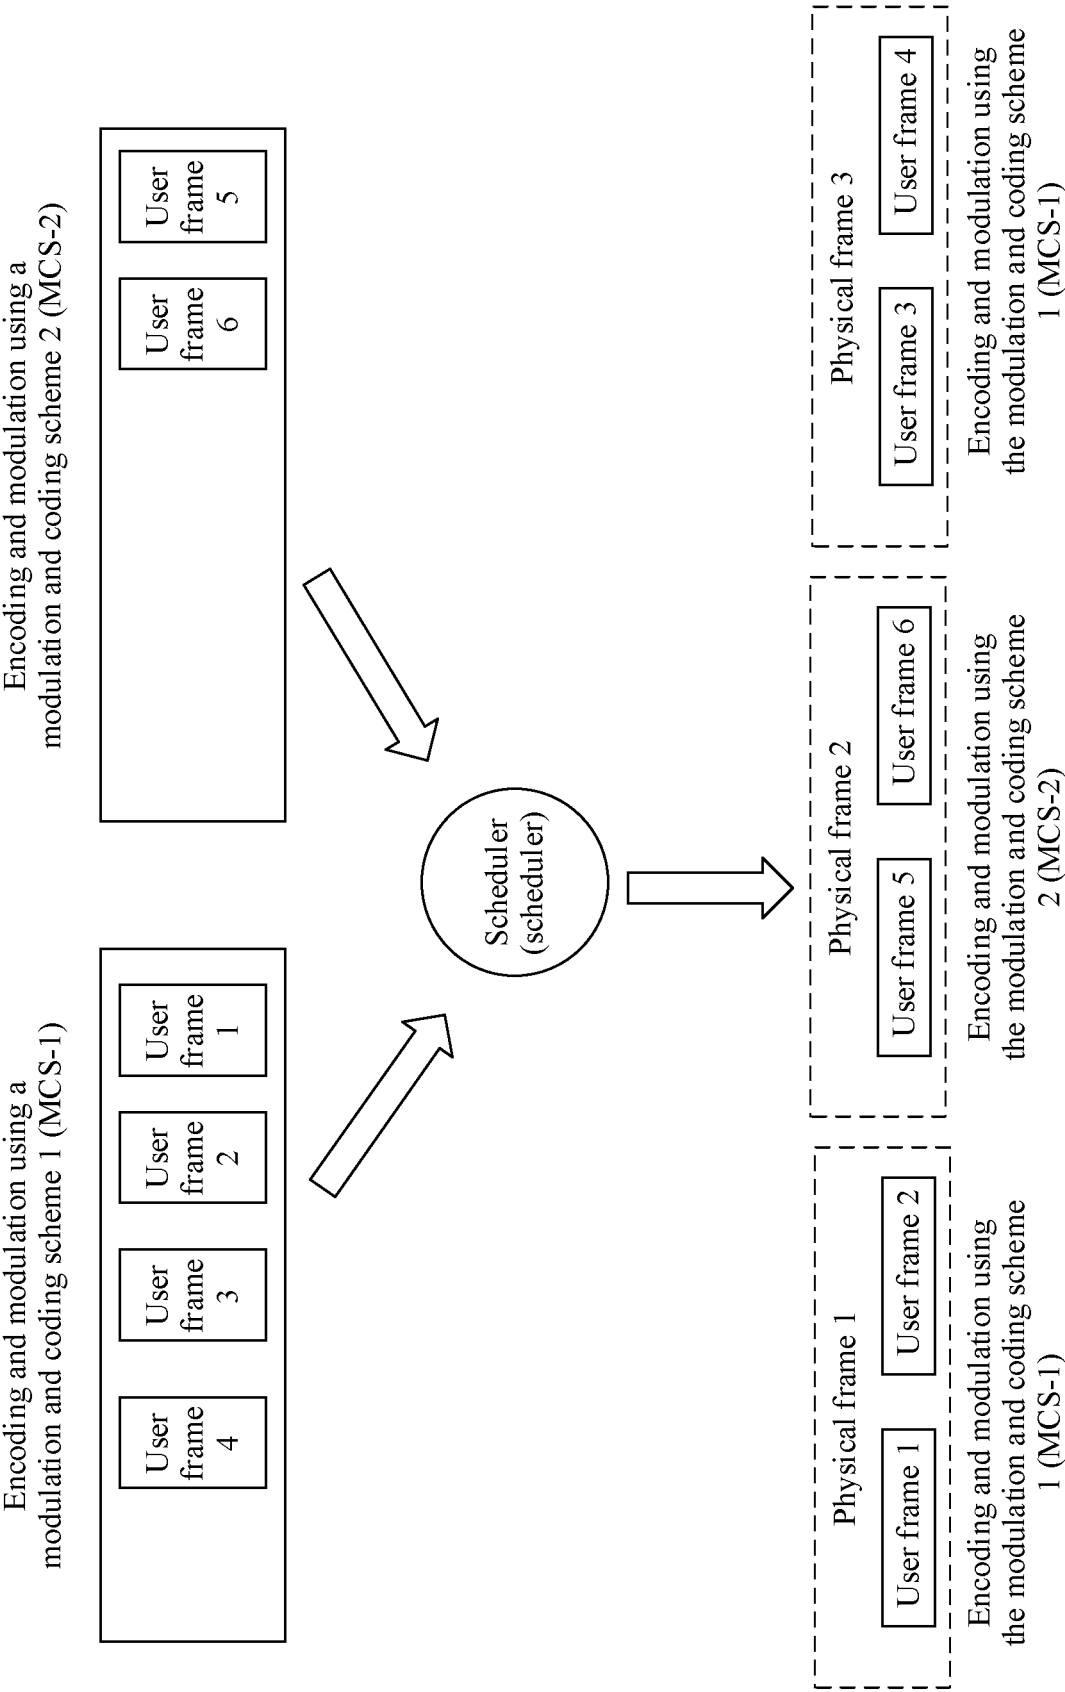 Encoding and modulation using a
modulation and coding scheme 1 (MCS-1)
User
frame
4
User
frame
3
User
frame
2
User
frame
1
Encoding and modulation using a
modulation and coding scheme 2 (MCS-2)
User
frame
6
User
frame
5
Scheduler
(scheduler)
Physical frame 1
User frame 1
User frame 2
Encoding and modulation using
the modulation and coding scheme
1 (MCS-1)
Physical frame 2
User frame 5
User frame 6
Encoding and modulation using
the modulation and coding scheme
2 (MCS-2)
Physical frame 3
User frame 3
User frame 4
Encoding and modulation using
the modulation and coding scheme
1 (MCS-1)